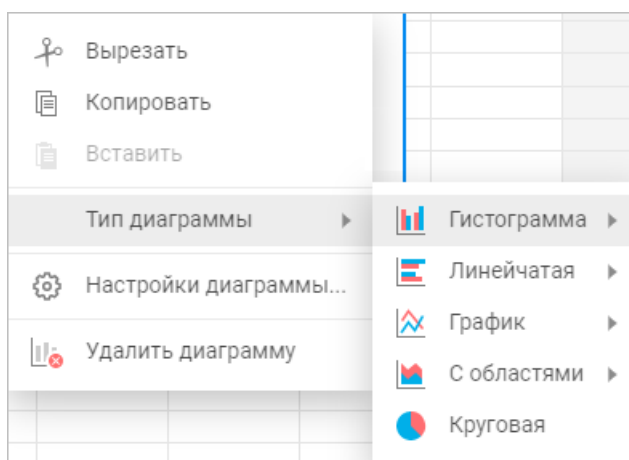 Вырезать
Копировать
Вставить
Тип диаграммы
Гистограмма
Линейчатая
Настройки диаграммы...
График
Удалить диаграмму
С областями
Круговая